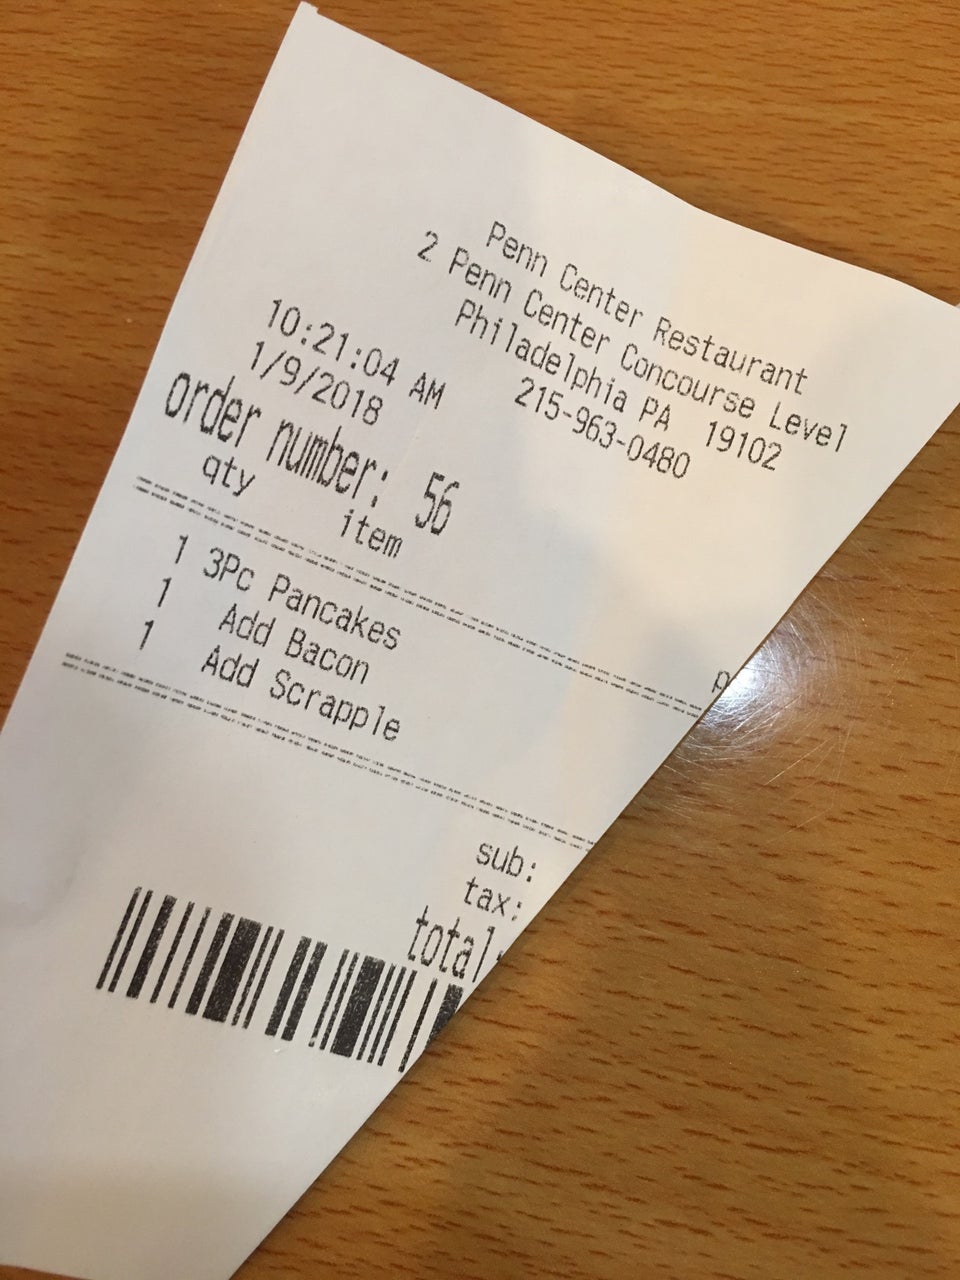 Penn Center Restaurant
2 Penn Center Concourse Level
Philadelphia PA 19102
215-963-0480
10:21:04 AM
1/9/2018
order number: 56
qty item
1 3Pc Pancakes
1 Add Bacon
1 Add Scrapple
sub:
tax:
total: